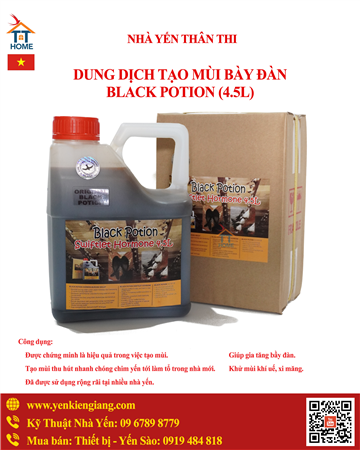 TT
HOME
NHÀ YẾN THÂN THI
DUNG DỊCH TẠO MÙI BẦY ĐÀN
BLACK POTION (4.5L)
ORIGINAL
BLACK
POTION
Black Potion
Swiftlet Hormone 4.5L
Black Potion
Swiftlet Hormone 4.5L
Công dụng:
Được chứng minh là hiệu quả trong việc tạo mùi.
Giúp gia tăng bầy đàn.
Tạo mùi thu hút nhanh chóng chim yến tới làm tổ trong nhà mới.
Khử mùi khí uế, xi măng.
Đã được sử dụng rộng rãi tại nhiều nhà yến.
www.yenkiengiang.com
Kỹ Thuật Nhà Yến: 09 6789 8779
Mua bán: Thiết bị - Yến Sào: 0919 484 818